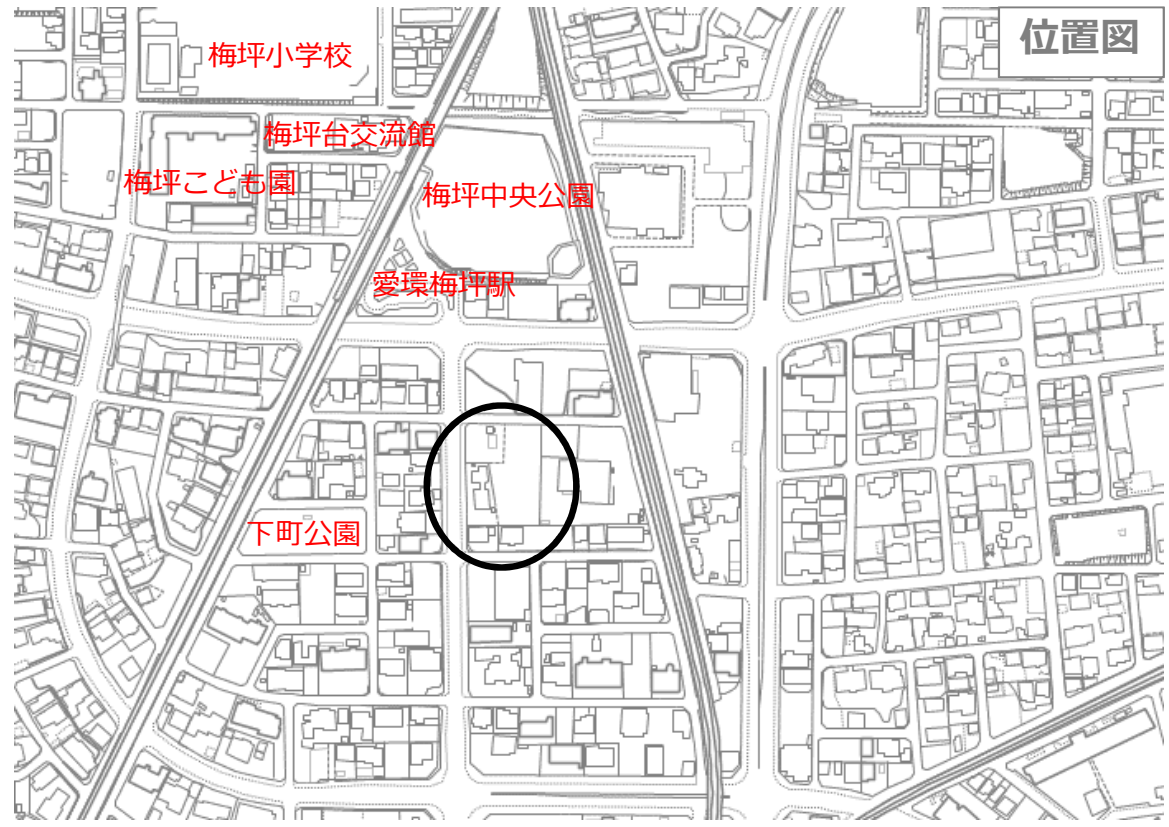 位置図
梅坪小学校
梅坪台交流館
梅坪こども園
梅坪中央公園
愛環梅坪駅
下町公園